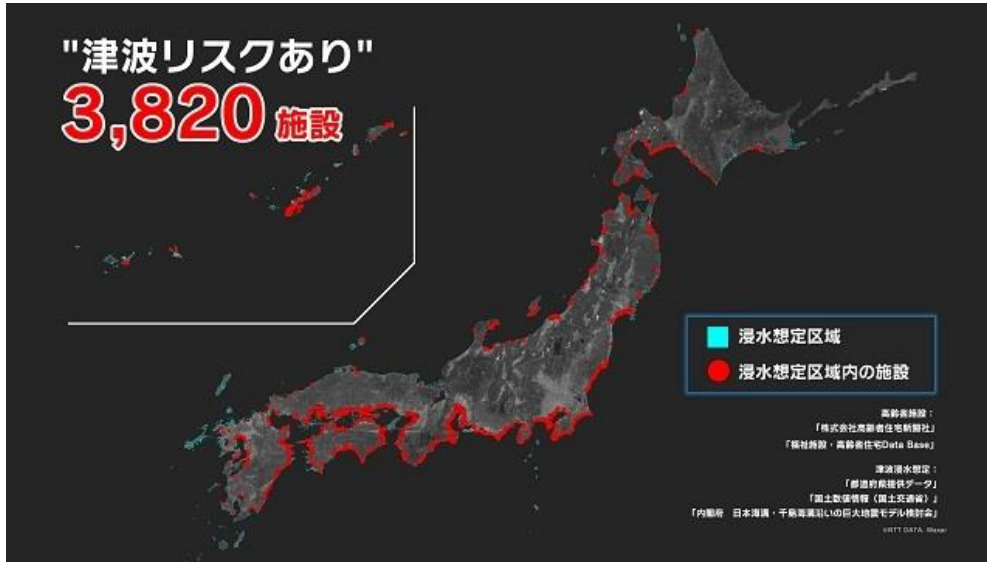 "津波リスクあり"
3,820 施設
浸水想定区域
浸水想定区域内の施設
高齢者施設：
「株式会社高齢者住宅新聞社」
「福祉施設・高齢者住宅Data Base」
津波浸水想定：
「都道府県提供データ」
「国土数値情報（国土交通省）」
「内閣府 日本海溝・千島海溝沿いの巨大地震モデル検討会」
©NTT DATA, Maxar